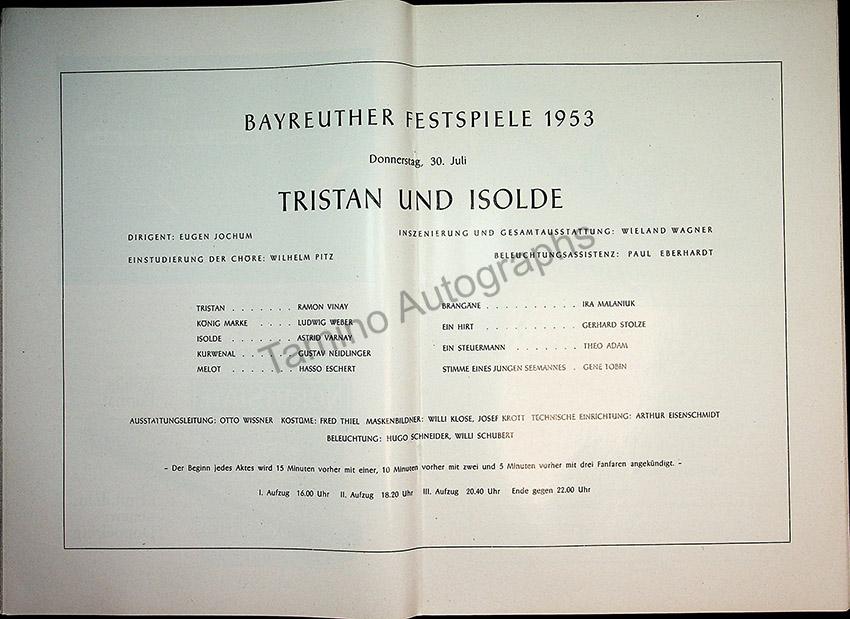 BAYREUTHER FESTSPIELE 1953
Donnerstag, 30. Juli
TRISTAN UND ISOLDE
DIRIGENT: EUGEN JOCHUM
EINSTUDIERUNG DER CHÖRE: WILHELM PITZ
INSZENIERUNG UND GESAMTAUSSTATTUNG: WIELAND WAGNER
BELEUCHTUNGSASSISTENZ: PAUL EBERHARDT
TRISTAN . . . . . . . . RAMON VINAY
KÖNIG MARKE . . . . LUDWIG WEBER
ISOLDE . . . . . . . . ASTRID VARNAY
KURWENAL . . . . . . GUSTAV NEIDLINGER
MELOT . . . . . . . . HASSO ESCHERT
BRANGÄNE . . . . . . . . . . . IRA MALANIUK
EIN HIRT . . . . . . . . . . . GERHARD STOLZE
EIN STEUERMANN . . . . . . . THEO ADAM
STIMME EINES JUNGEN SEEMANNES . GENE TOBIN
AUSSTATTUNGSLEITUNG: OTTO WISSNER KOSTÜME: FRED THIEL MASKENBILDNER: WILLI KLOSE, JOSEF KROTT TECHNISCHE EINRICHTUNG: ARTHUR EISENSCHMIDT
BELEUCHTUNG: HUGO SCHNEIDER, WILLI SCHUBERT
– Der Beginn jedes Aktes wird 15 Minuten vorher mit einer, 10 Minuten vorher mit zwei und 5 Minuten vorher mit drei Fanfaren angekündigt. –
I. Aufzug 16.00 Uhr II. Aufzug 18.20 Uhr III. Aufzug 20.40 Uhr Ende gegen 22.00 Uhr
Tamino Autographs